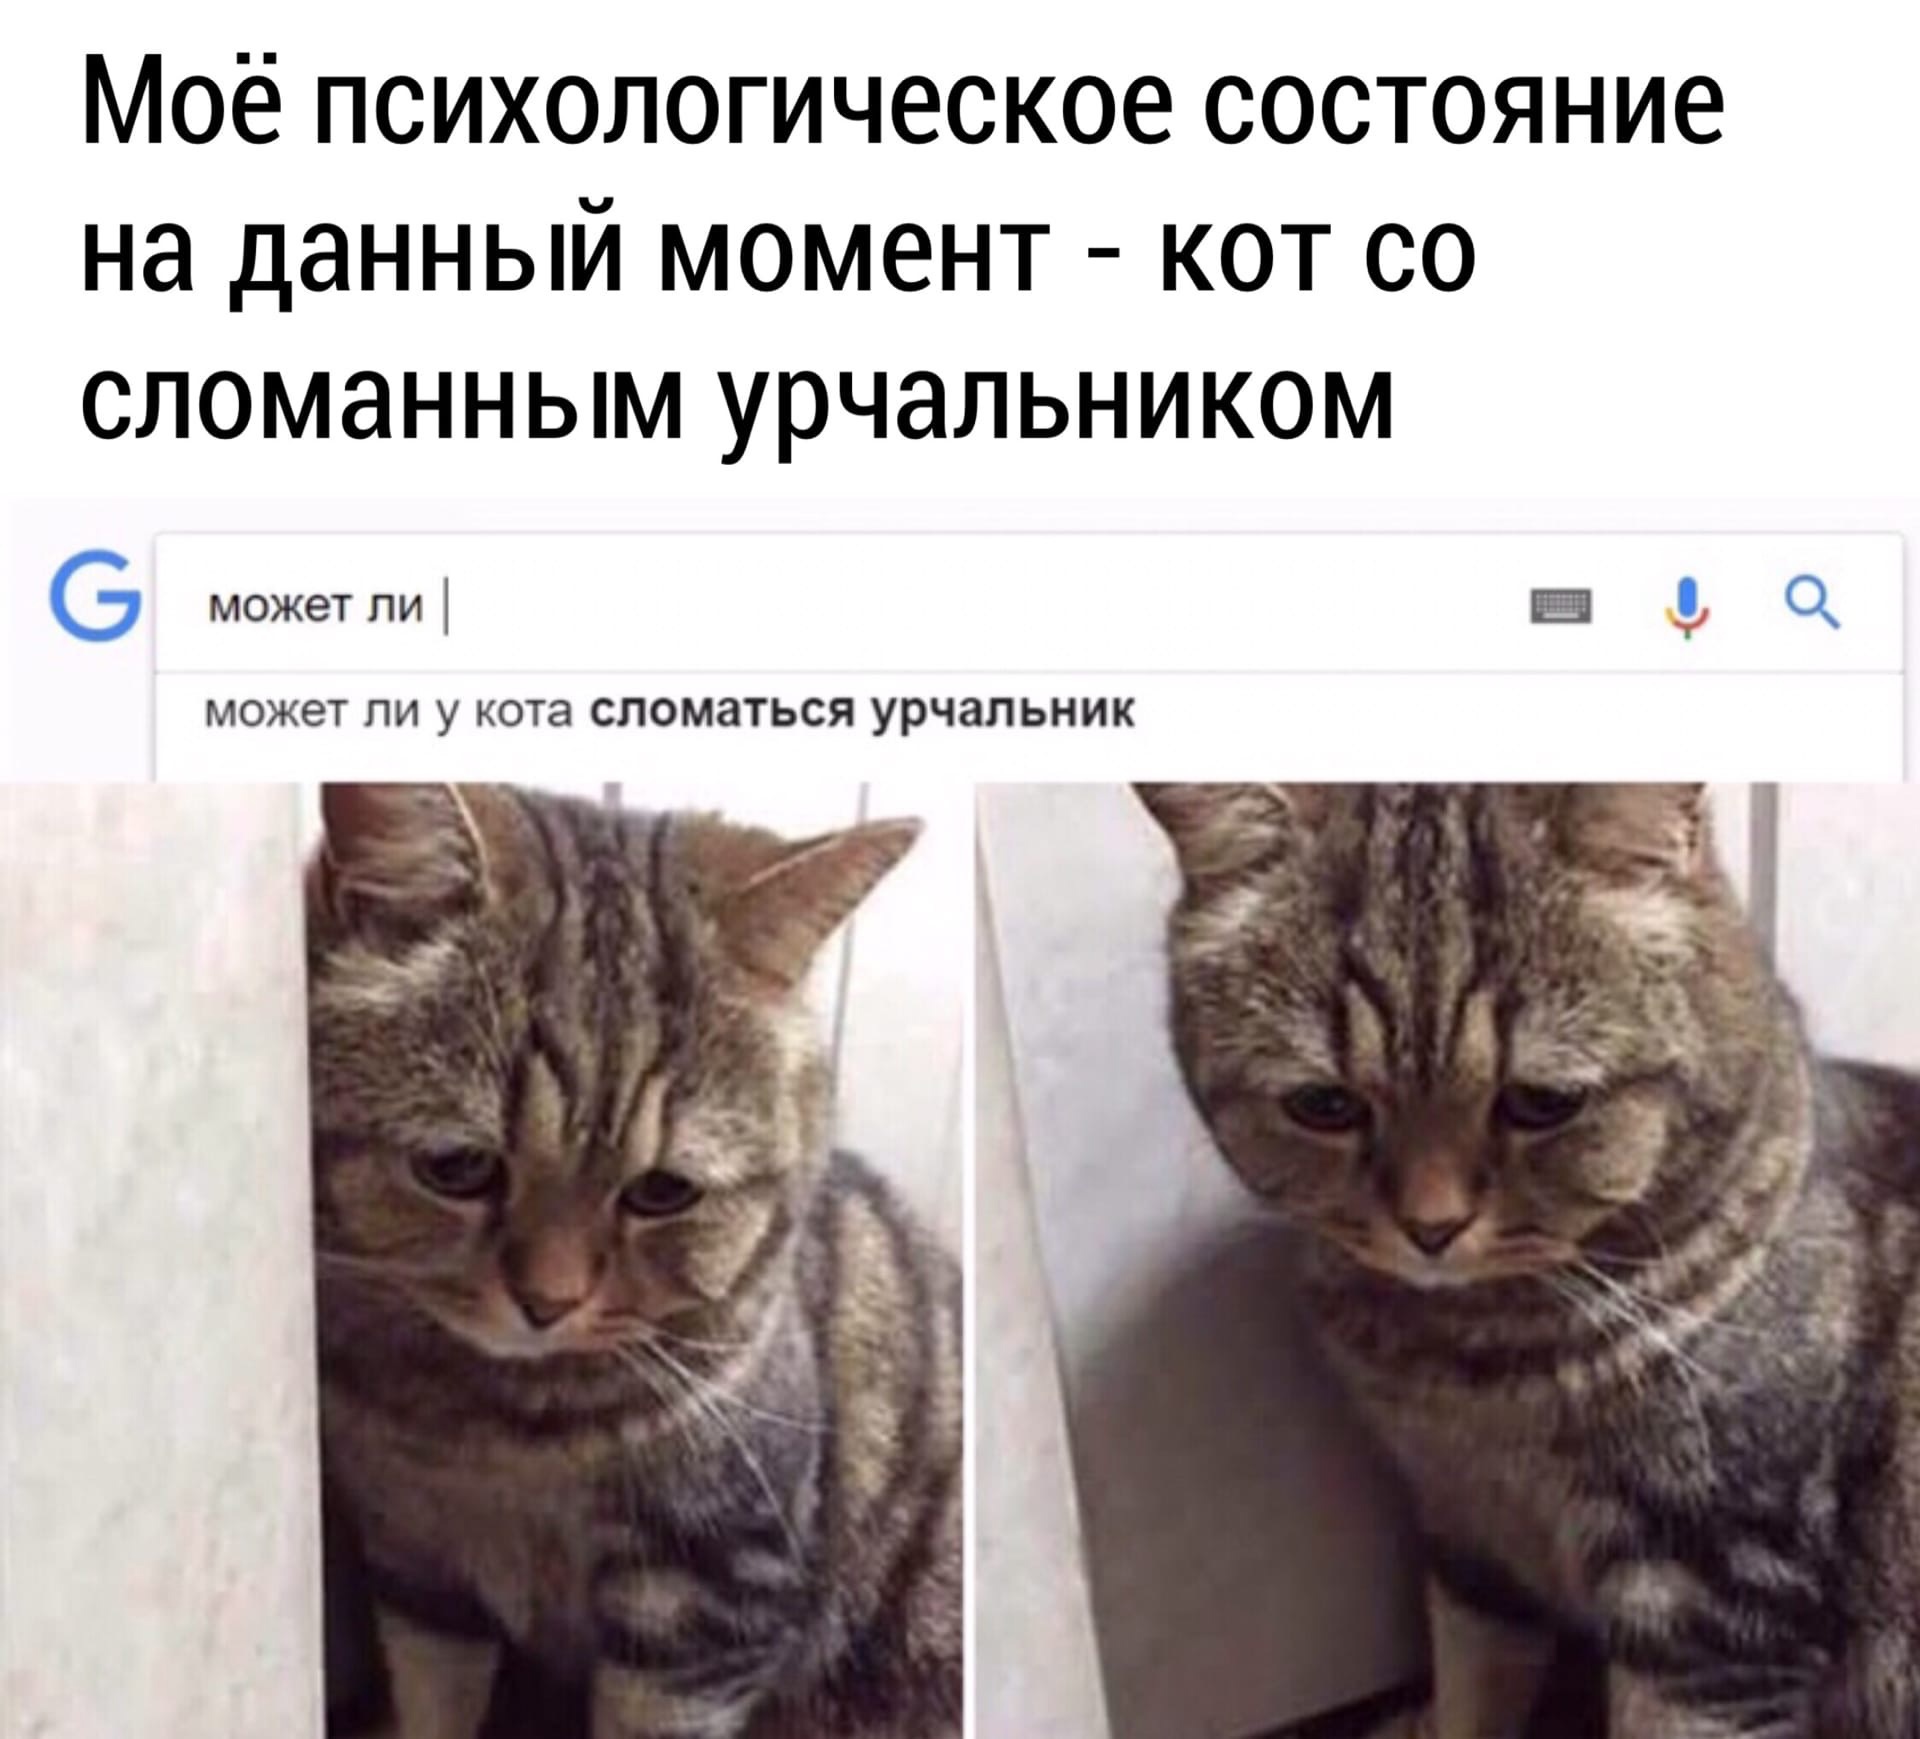 Моё психологическое состояние
на данный момент - кот со
сломанным урчальником
G
может ли
может ли у кота сломаться урчальник